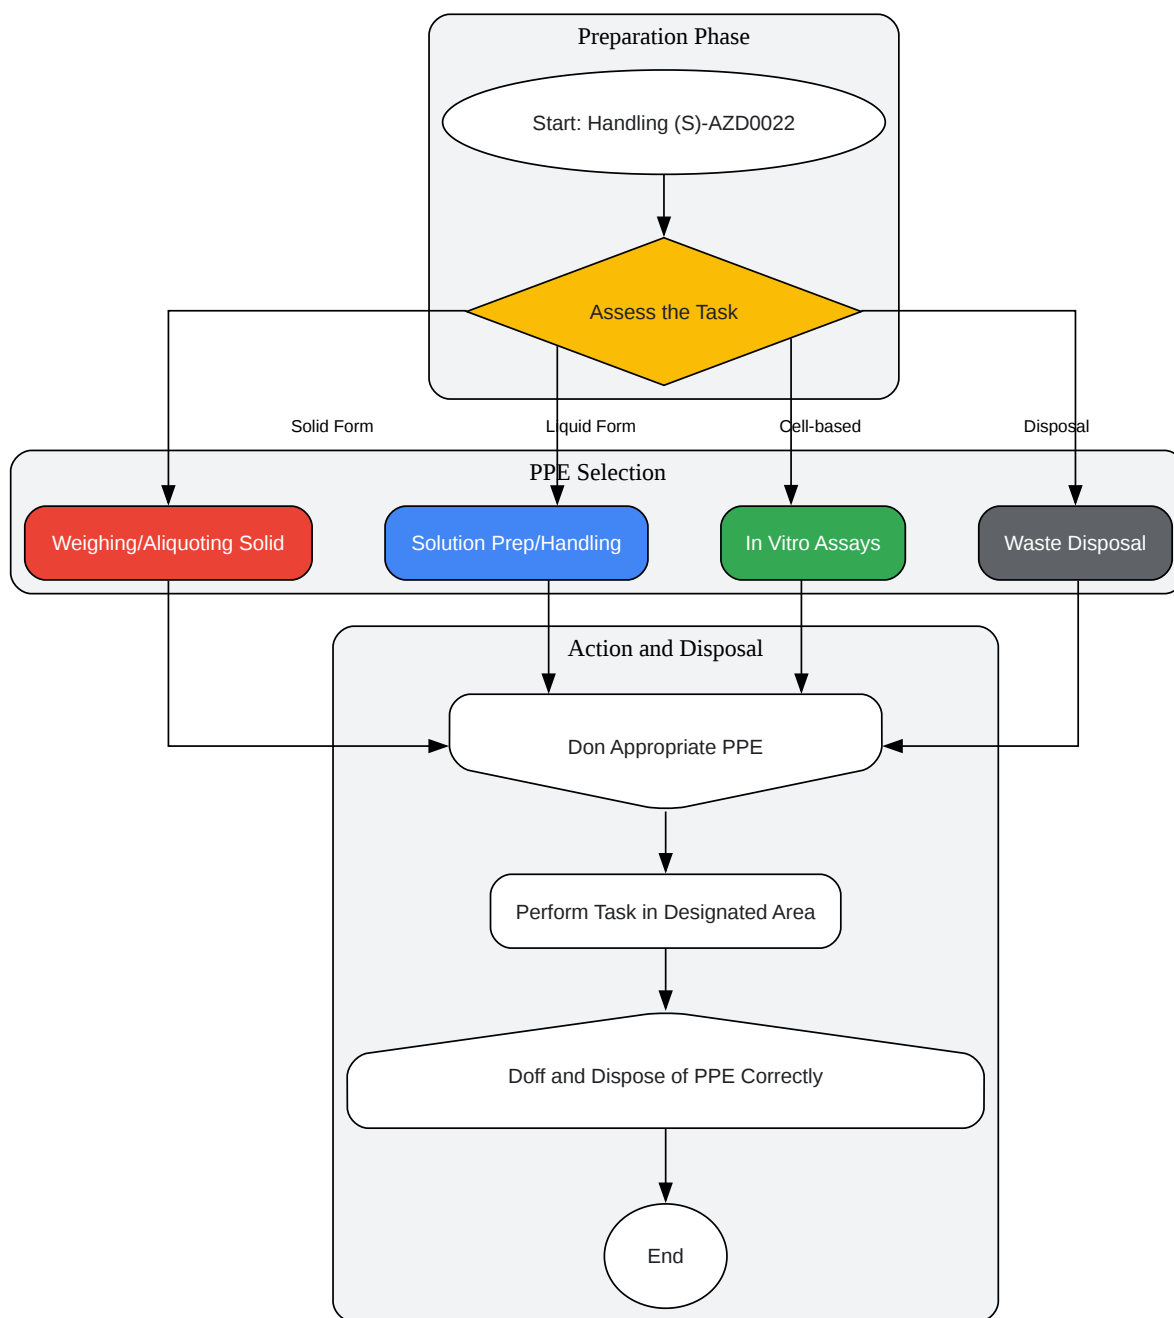 Preparation Phase
Start: Handling (S)-AZD0022
Assess the Task
Solid Form
Liquid Form
Cell-based
Disposal
PPE Selection
Weighing/Aliquoting Solid
Solution Prep/Handling
In Vitro Assays
Waste Disposal
Action and Disposal
Don Appropriate PPE
Perform Task in Designated Area
Doff and Dispose of PPE Correctly
End